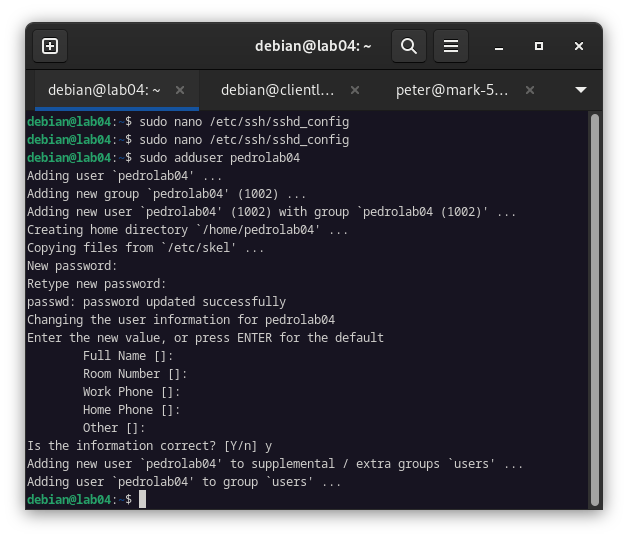 debian@lab04: ~
debian@lab04: ~
debian@clientl...
peter@mark-5...
debian@lab04:~$ sudo nano /etc/ssh/sshd_config
debian@lab04:~$ sudo nano /etc/ssh/sshd_config
debian@lab04:~$ sudo adduser pedrolab04
Adding user `pedrolab04' ...
Adding new group `pedrolab04' (1002) ...
Adding new user `pedrolab04' (1002) with group `pedrolab04 (1002)' ...
Creating home directory `/home/pedrolab04' ...
Copying files from `/etc/skel' ...
New password:
Retype new password:
passwd: password updated successfully
Changing the user information for pedrolab04
Enter the new value, or press ENTER for the default
Full Name []:
Room Number []:
Work Phone []:
Home Phone []:
Other []:
Is the information correct? [Y/n] y
Adding new user `pedrolab04' to supplemental / extra groups `users' ...
Adding user `pedrolab04' to group `users' ...
debian@lab04:~$